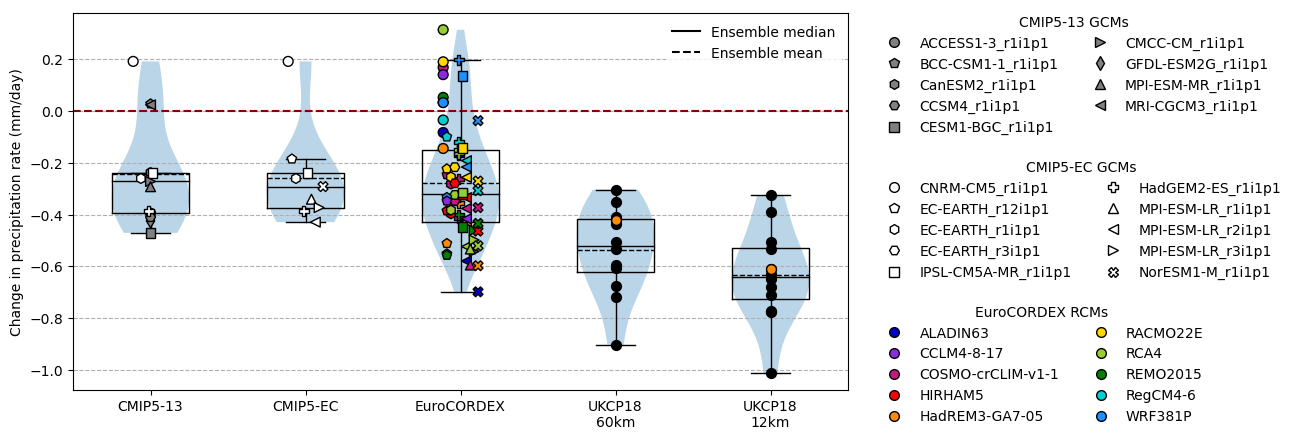 Change in precipitation rate (mm/day)
0.2
0.0
−0.2
−0.4
−0.6
−0.8
−1.0
Ensemble median
Ensemble mean
CMIP5-13
CMIP5-EC
EuroCORDEX
UKCP18
60km
UKCP18
12km
CMIP5-13 GCMs
ACCESS1-3_r1i1p1
BCC-CSM1-1_r1i1p1
CanESM2_r1i1p1
CCSM4_r1i1p1
CESM1-BGC_r1i1p1
CMCC-CM_r1i1p1
GFDL-ESM2G_r1i1p1
MPI-ESM-MR_r1i1p1
MRI-CGCM3_r1i1p1
CMIP5-EC GCMs
CNRM-CM5_r1i1p1
EC-EARTH_r12i1p1
EC-EARTH_r1i1p1
EC-EARTH_r3i1p1
IPSL-CM5A-MR_r1i1p1
HadGEM2-ES_r1i1p1
MPI-ESM-LR_r1i1p1
MPI-ESM-LR_r2i1p1
MPI-ESM-LR_r3i1p1
NorESM1-M_r1i1p1
EuroCORDEX RCMs
ALADIN63
CCLM4-8-17
COSMO-crCLIM-v1-1
HIRHAM5
HadREM3-GA7-05
RACMO22E
RCA4
REMO2015
RegCM4-6
WRF381P